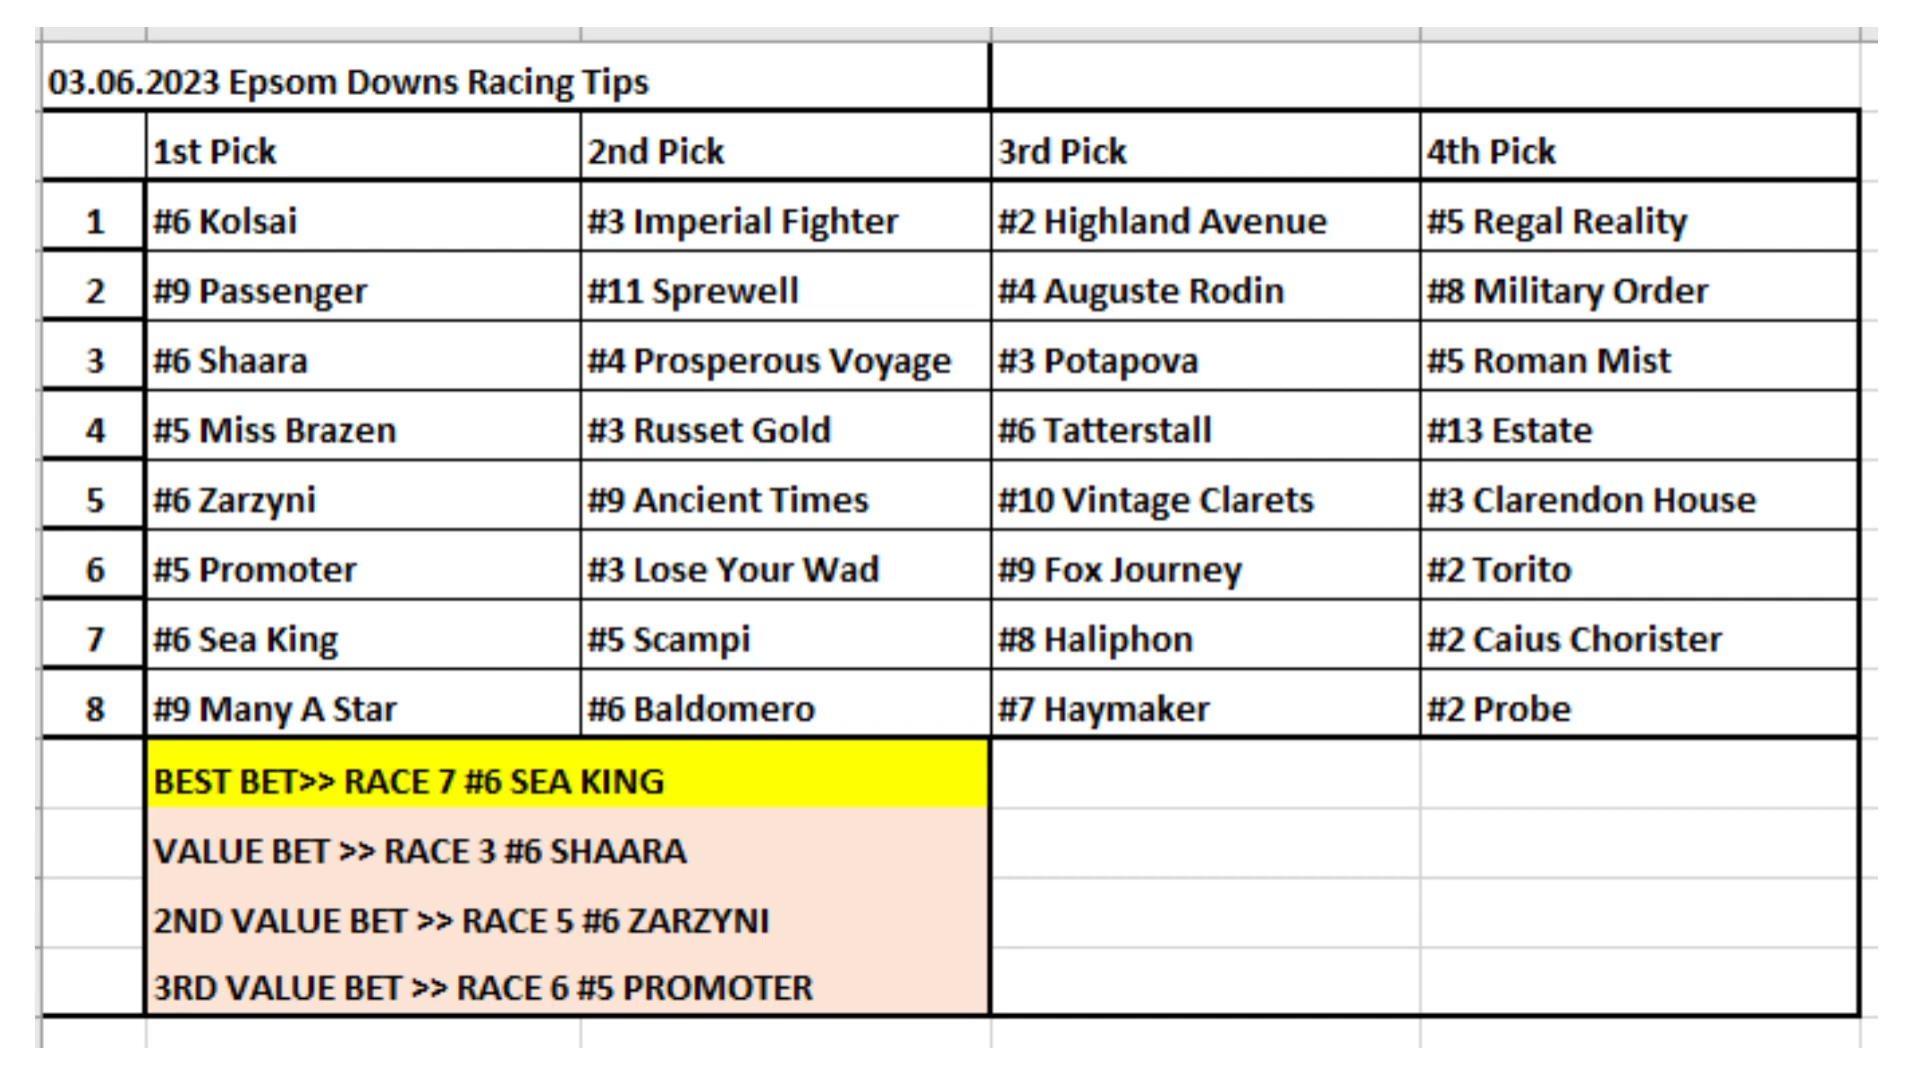 03.06.2023 Epsom Downs Racing Tips
1st Pick 2nd Pick 3rd Pick 4th Pick
1 #6 Kolsai #3 Imperial Fighter #2 Highland Avenue #5 Regal Reality
2 #9 Passenger #11 Sprewell #4 Auguste Rodin #8 Military Order
3 #6 Shaara #4 Prosperous Voyage #3 Potapova #5 Roman Mist
4 #5 Miss Brazen #3 Russet Gold #6 Tatterstall #13 Estate
5 #6 Zarzyni #9 Ancient Times #10 Vintage Clarets #3 Clarendon House
6 #5 Promoter #3 Lose Your Wad #9 Fox Journey #2 Torito
7 #6 Sea King #5 Scampi #8 Haliphon #2 Caius Chorister
8 #9 Many A Star #6 Baldomero #7 Haymaker #2 Probe
BEST BET>> RACE 7 #6 SEA KING
VALUE BET >> RACE 3 #6 SHAARA
2ND VALUE BET >> RACE 5 #6 ZARZYNI
3RD VALUE BET >> RACE 6 #5 PROMOTER